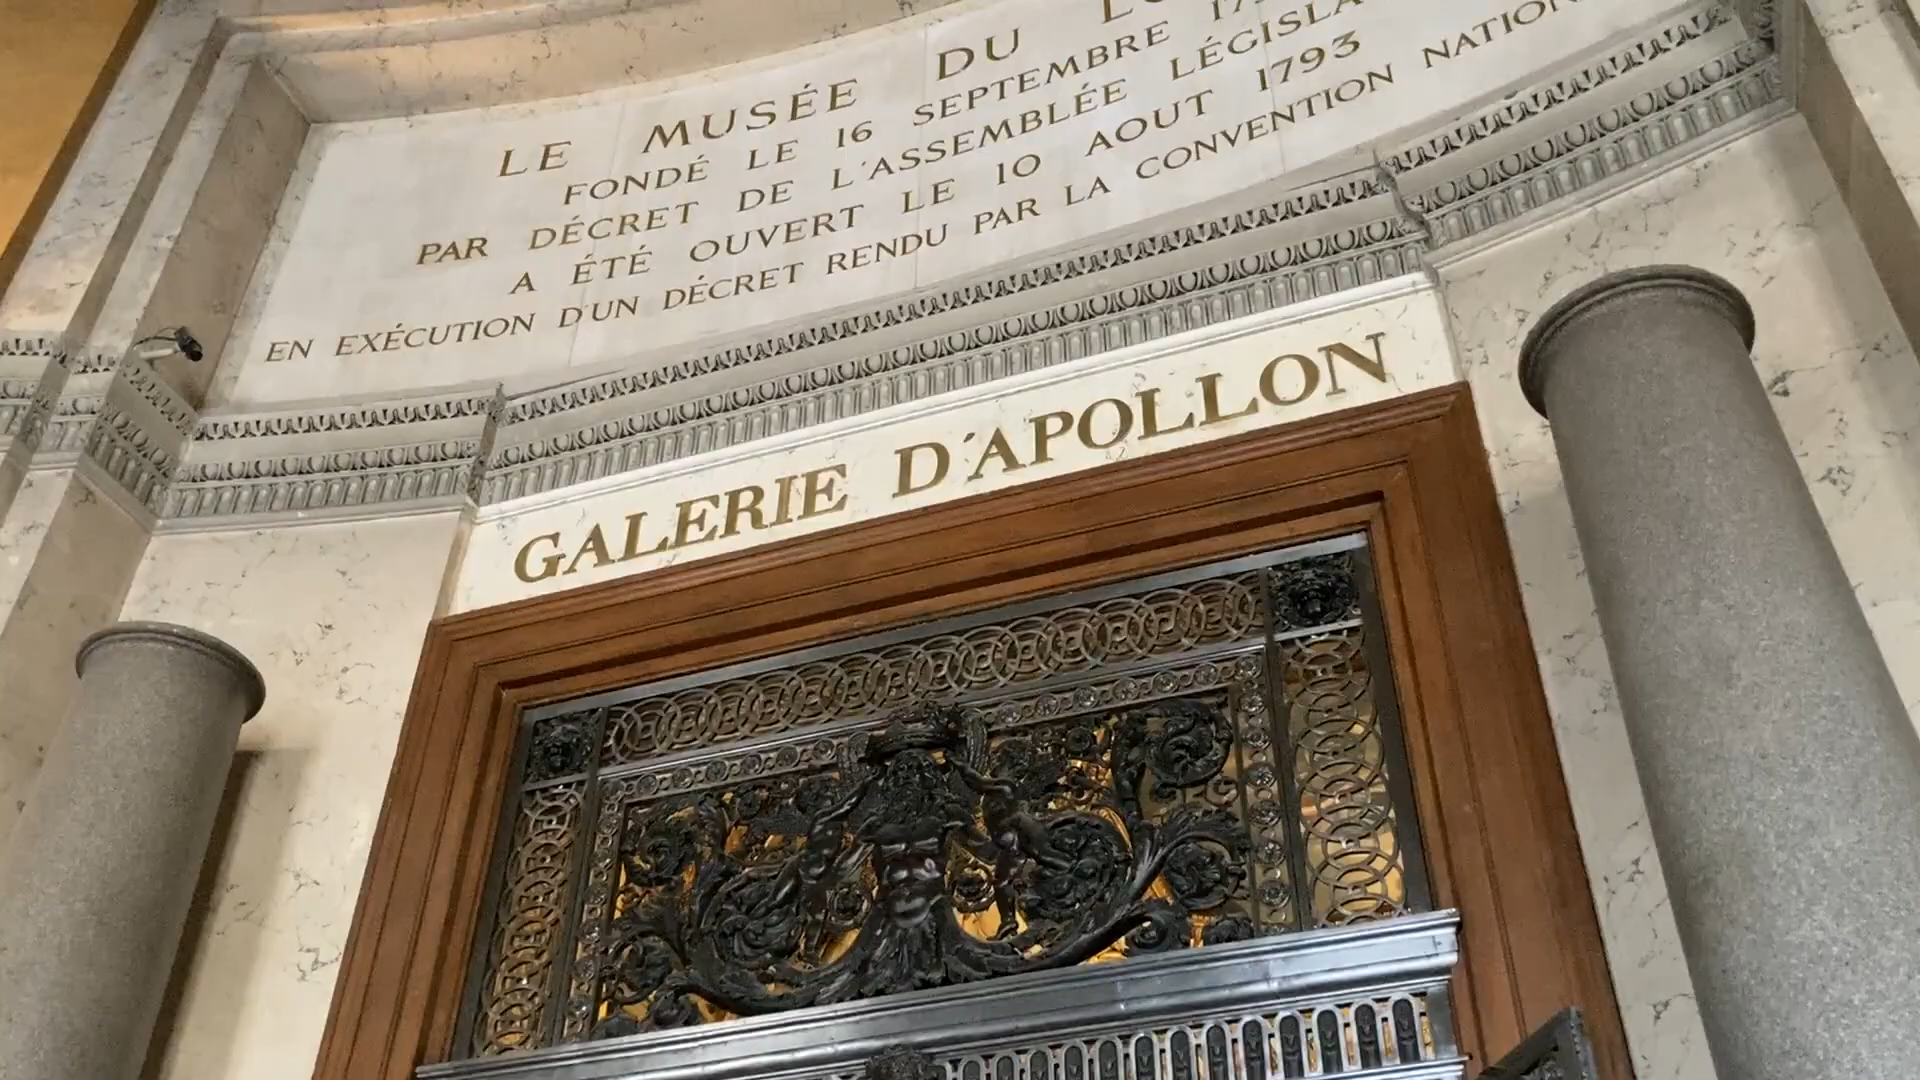 LE MUSÉE DU
FONDÉ LE 16 SEPTEMBRE
PAR DÉCRET DE L'ASSEMBLÉE
A ÉTÉ OUVERT LE 10 AOUT 1793
EN EXÉCUTION D'UN DÉCRET RENDU PAR LA CONVENTION
GALERIE D'APOLLON